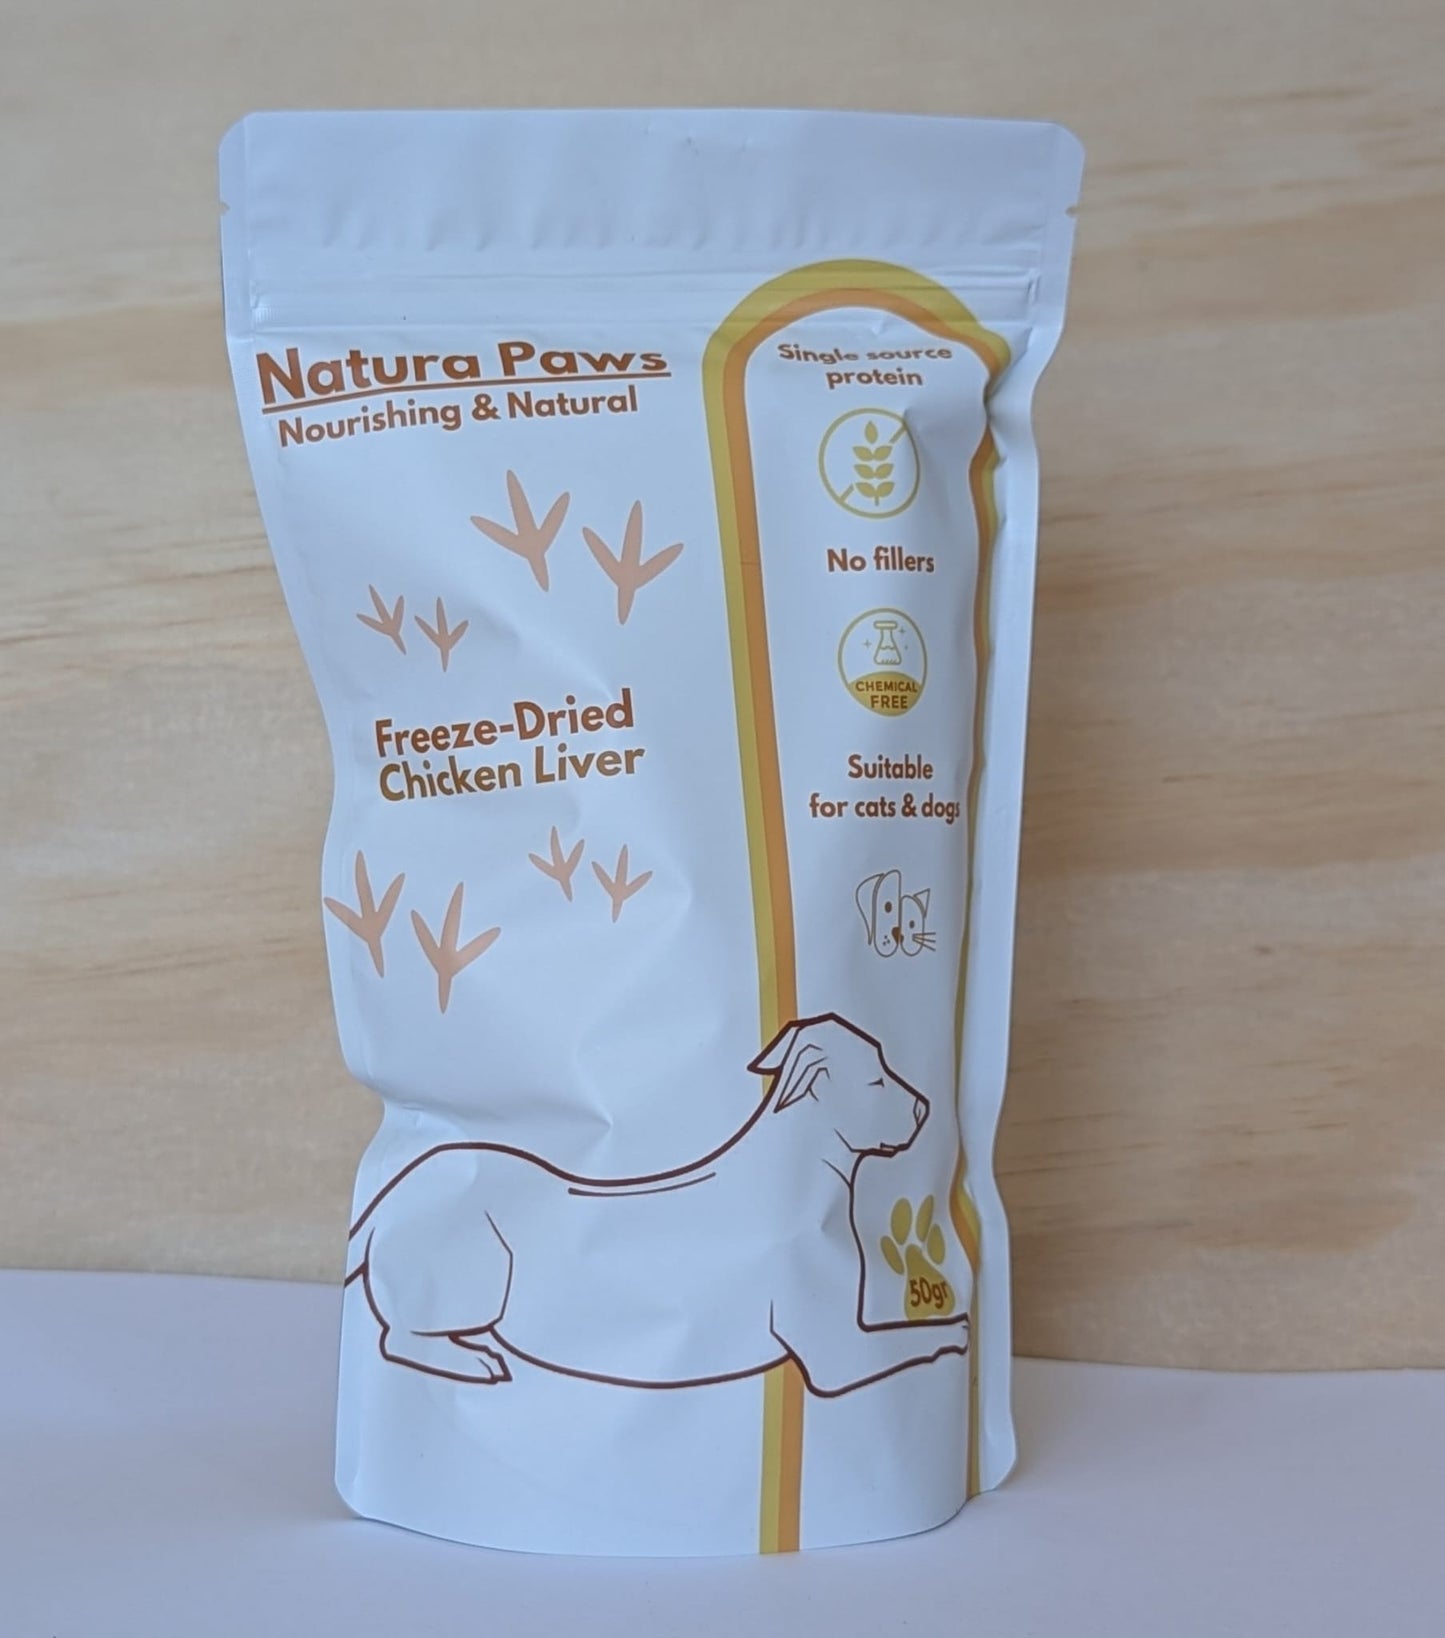 Natura Paws
Nourishing & Natural
Freeze-Dried
Chicken Liver
Single source
protein
No fillers
CHEMICAL
FREE
Suitable
for cats & dogs
50gr